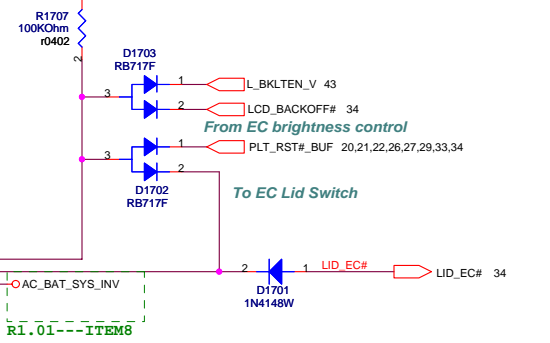 R1707
100KOhm
r0402
2
D1703
RB717F
3
1
L_BKLTEN_V 43
2
LCD_BACKOFF# 34
From EC brightness control
3
1
PLT_RST#_BUF 20,21,22,26,27,29,33,34
2
D1702
RB717F
To EC Lid Switch
2
1
LID_EC#
LID_EC# 34
D1701
1N4148W
AC_BAT_SYS_INV
R1.01---ITEM8